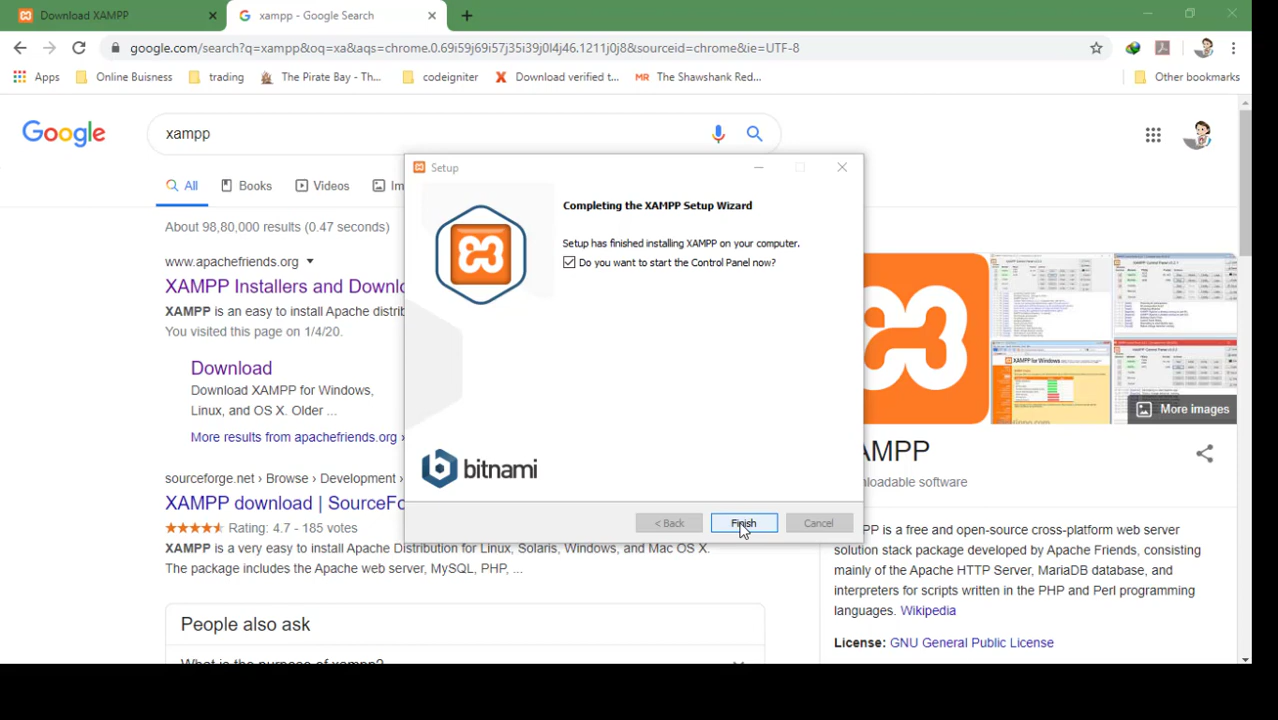 Download XAMPP
xampp - Google Search
google.com/search?q=xampp&oq=xa&aqs=chrome.0.69i59j69i57j35i39j0l4j46.1211j0j8&sourceid=chrome&ie=UTF-8
Apps
Online Buisness
trading
The Pirate Bay - Th...
codeigniter
Download verified t...
MR The Shawshank Red...
Other bookmarks
Google
xampp
All
Books
Videos
Im
About 98,80,000 results (0.47 seconds)
www.apachefriends.org
XAMPP Installers and Downlo
XAMPP is an easy to install Apache distrib
You visited this page on 1/4/20.
Download
Download XAMPP for Windows,
Linux, and OS X. Older ...
More results from apachefriends.org »
sourceforge.net › Browse › Development
XAMPP download | SourceFo
Rating: 4.7 - 185 votes
XAMPP is a very easy to install Apache Distribution for Linux, Solaris, Windows, and Mac OS X.
The package includes the Apache web server, MySQL, PHP, ...
People also ask
What is the purpose of xampp?
Setup
Completing the XAMPP Setup Wizard
Setup has finished installing XAMPP on your computer.
Do you want to start the Control Panel now?
bitnami
< Back
Finish
Cancel
More images
AMPP
ownloadable software
PP is a free and open-source cross-platform web server
solution stack package developed by Apache Friends, consisting
mainly of the Apache HTTP Server, MariaDB database, and
interpreters for scripts written in the PHP and Perl programming
languages. Wikipedia
License: GNU General Public License